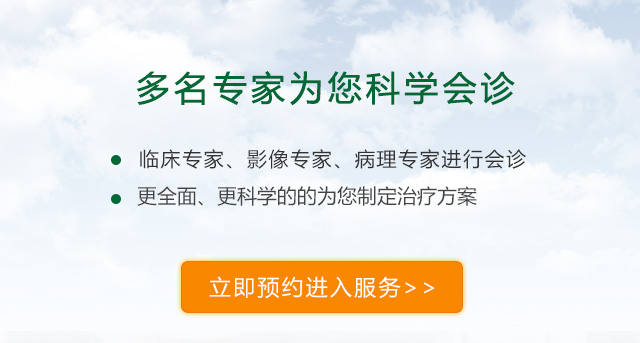 多名专家为您科学会诊
临床专家、影像专家、病理专家进行会诊
更全面、更科学的的为您制定治疗方案
立即预约进入服务>>